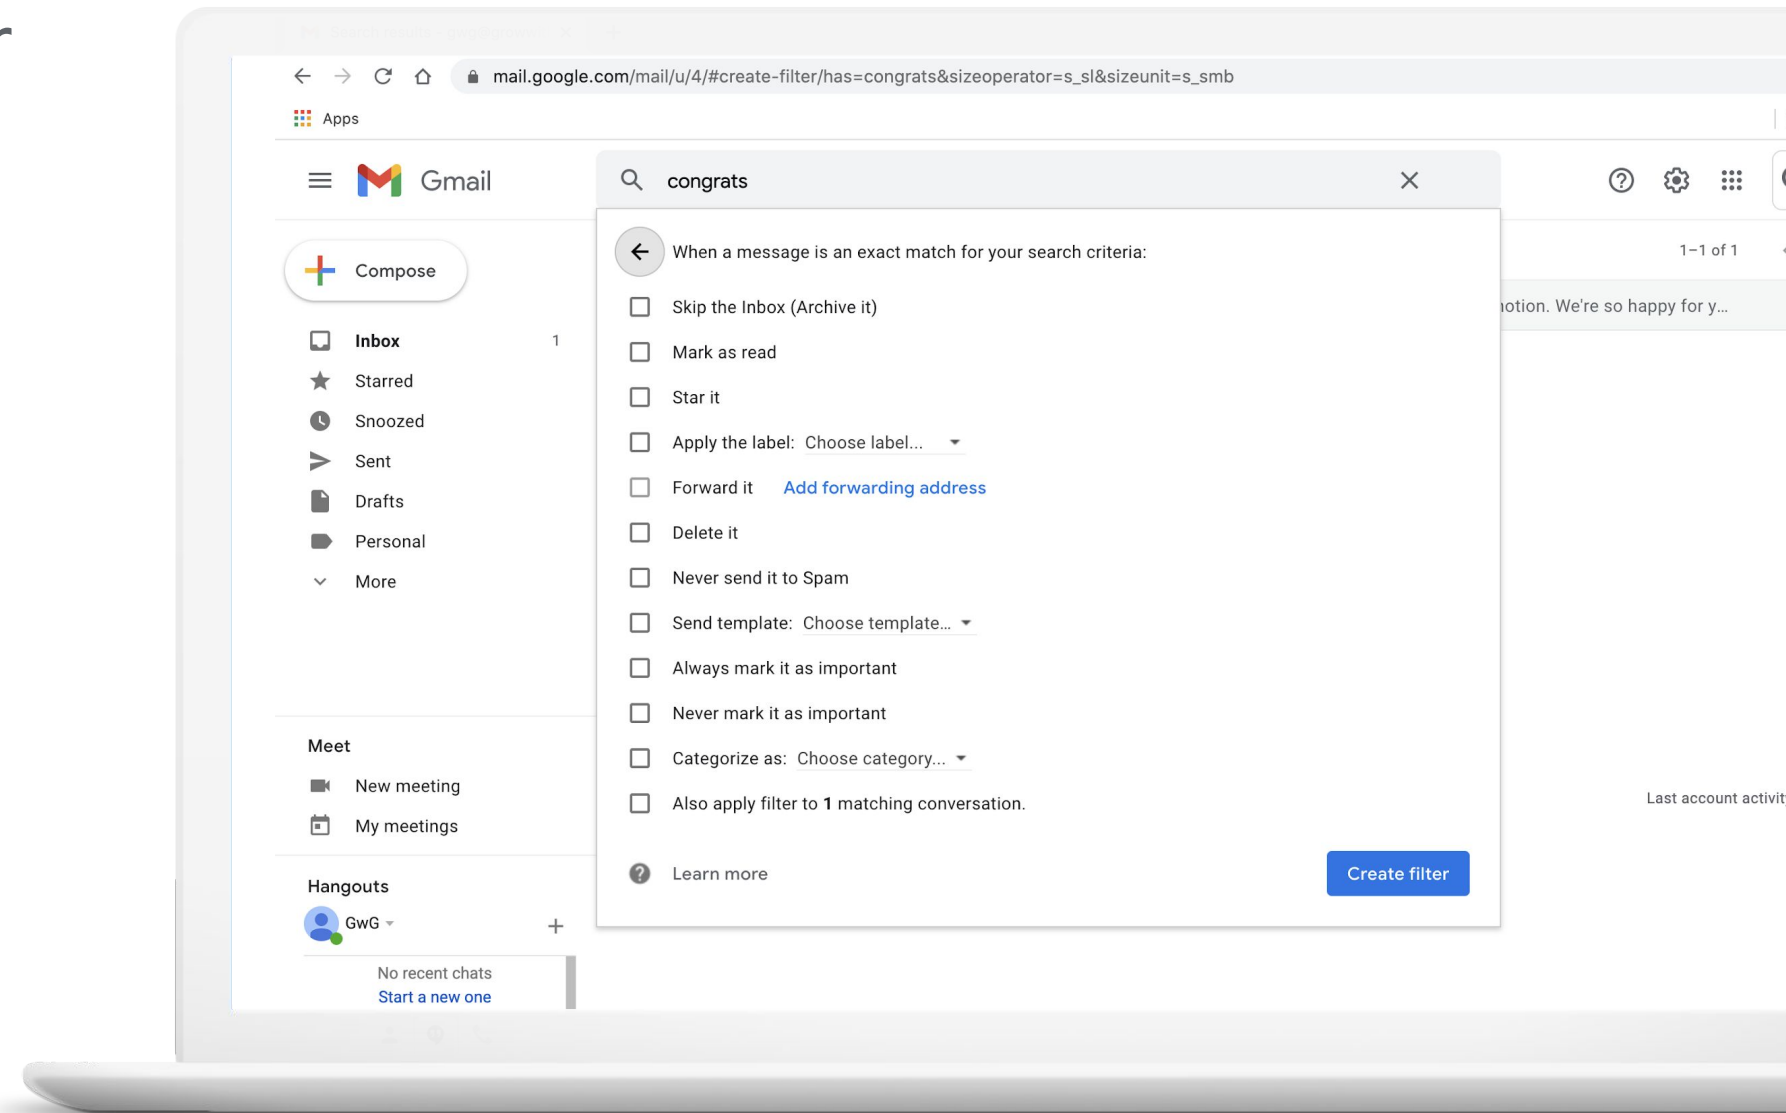 r
mail.google.com/mail/u/4/#create-filter/has=congrats&sizeoperator=s_sl&sizeunit=s_smb
Apps
Gmail
congrats
Compose
When a message is an exact match for your search criteria:
1–1 of 1
Skip the Inbox (Archive it)
We're so happy for y...
Inbox 1
Mark as read
Starred
Star it
Snoozed
Apply the label: Choose label...
Sent
Forward it Add forwarding address
Drafts
Delete it
Personal
Never send it to Spam
More
Send template: Choose template...
Always mark it as important
Never mark it as important
Meet
Categorize as: Choose category...
New meeting
Also apply filter to 1 matching conversation.
My meetings
Last account
Learn more
Create filter
Hangouts
GwG
No recent chats
Start a new one